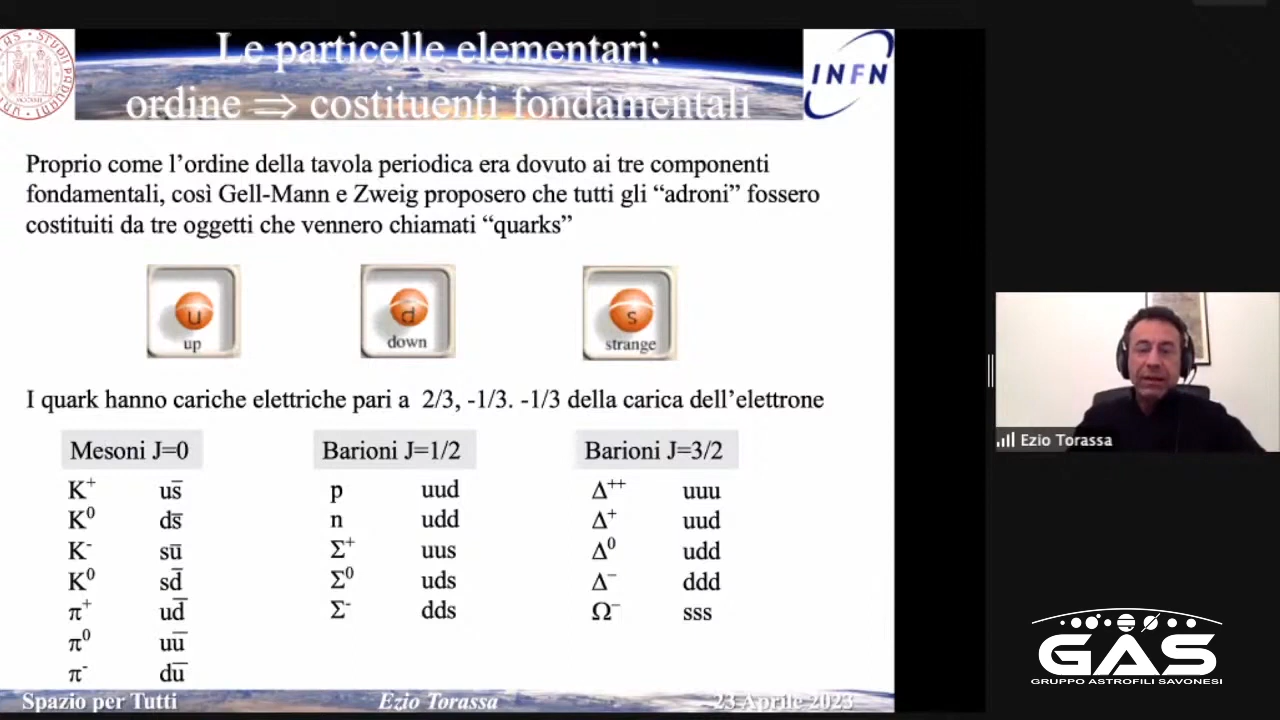 Le particelle elementari:
ordine ⇒ costituenti fondamentali
INFN
Proprio come l’ordine della tavola periodica era dovuto ai tre componenti
fondamentali, così Gell-Mann e Zweig proposero che tutti gli “adroni” fossero
costituiti da tre oggetti che vennero chiamati “quarks”
u
up
d
down
s
strange
I quark hanno cariche elettriche pari a 2/3, -1/3. -1/3 della carica dell’elettrone
Mesoni J=0
K⁺ us̅
K⁰ ds̅
K⁻ su̅
K⁰ sd̅
π⁺ ud̅
π⁰ uu̅
π⁻ du̅
Barioni J=1/2
p uud
n udd
Σ⁺ uus
Σ⁰ uds
Σ⁻ dds
Barioni J=3/2
Δ⁺⁺ uuu
Δ⁺ uud
Δ⁰ udd
Δ⁻ ddd
Ω⁻ sss
Spazio per Tutti
Ezio Torassa
23 Aprile 2023
Ezio Torassa
GAS
GRUPPO ASTROFILI SAVONESI